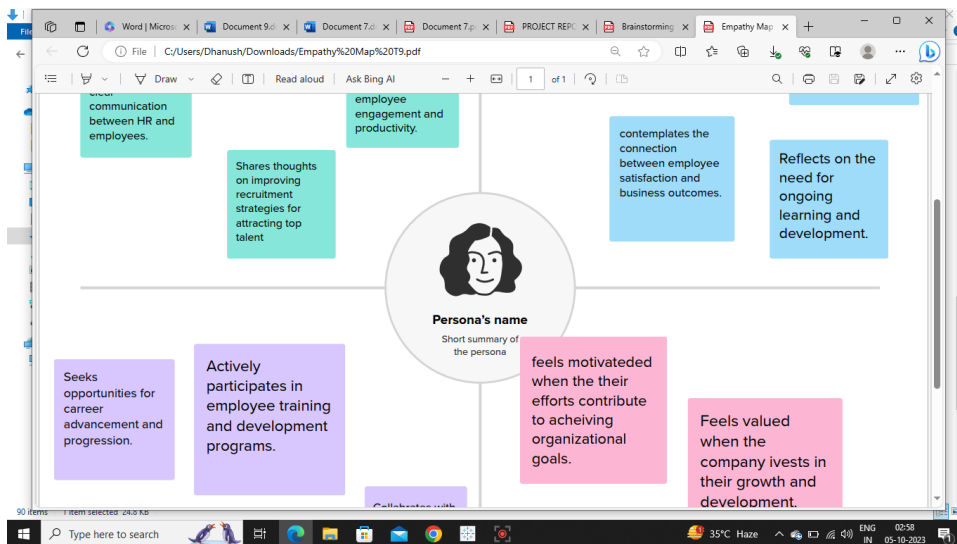 File
Word | Micros
Document 9.d
Document 7.d
Document 7.p
PROJECT REPO
Brainstorming
Empathy Map
File
C:/Users/Dhanush/Downloads/Empathy%20Map%20T9.pdf
Draw
Read aloud
Ask Bing AI
1
of 1
clear
communication
between HR and
employees.
employee
engagement and
productivity.
Shares thoughts
on improving
recruitment
strategies for
attracting top
talent
contemplates the
connection
between employee
satisfaction and
business outcomes.
Reflects on the
need for
ongoing
learning and
development.
Persona's name
Short summary of
the persona
Seeks
opportunities for
carreer
advancement and
progression.
Actively
participates in
employee training
and development
programs.
feels motivateded
when the their
efforts contribute
to acheiving
organizational
goals.
Feels valued
when the
company ivests in
their growth and
development.
90 items
1 item selected 24.6 KB
Type here to search
35°C Haze
ENG
IN
02:58
05-10-2023